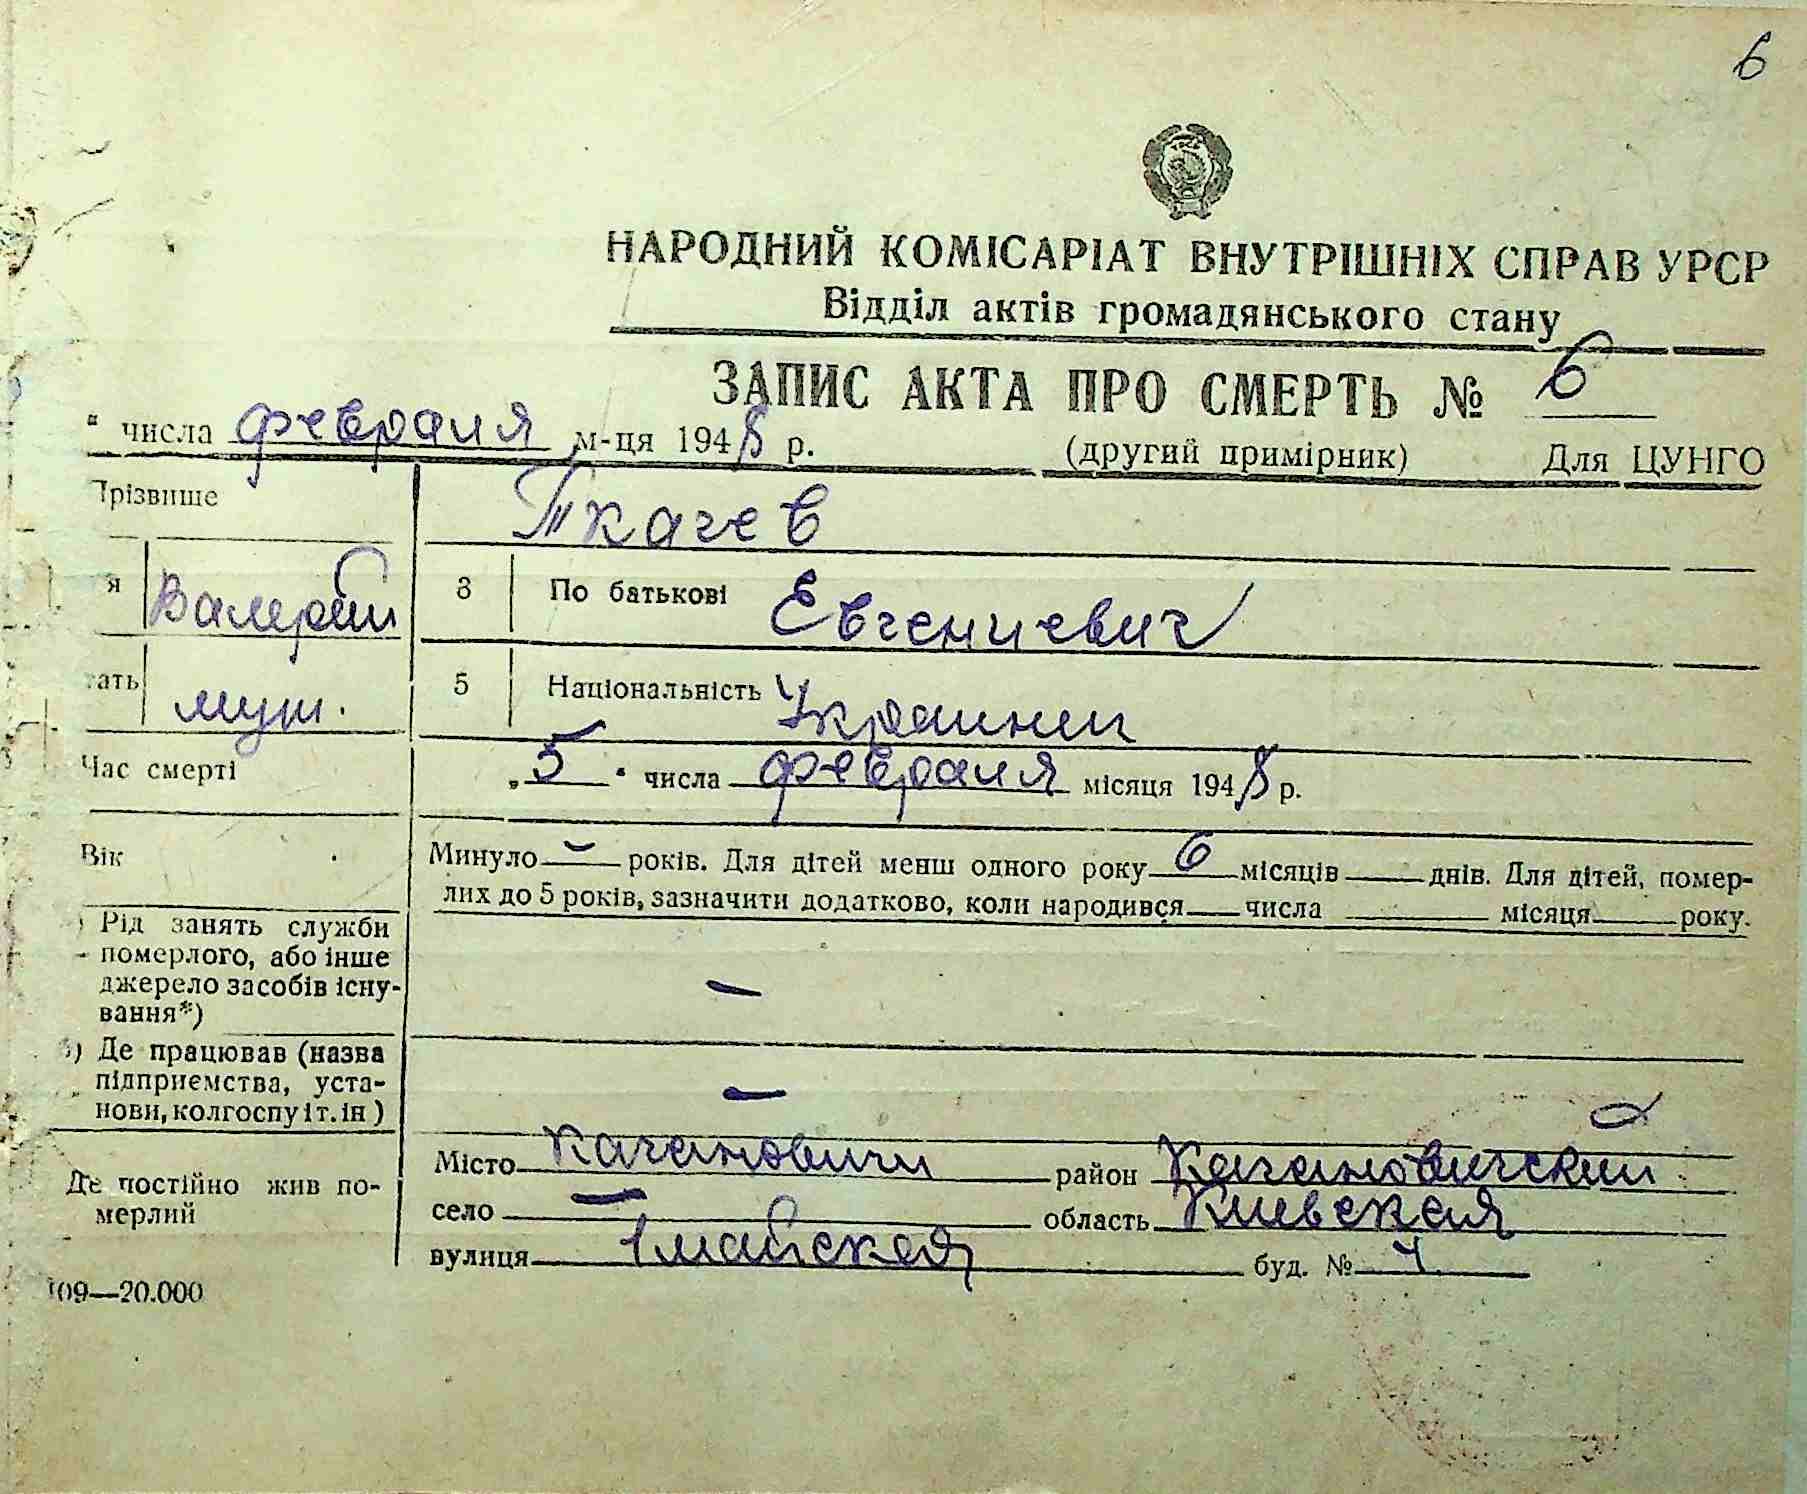 6
НАРОДНИЙ КОМІСАРІАТ ВНУТРІШНІХ СПРАВ УРСР
Відділ актів громадянського стану
ЗАПИС АКТА ПРО СМЕРТЬ № 6
" числа февраля м-ця 1948 р. (другий примірник) Для ЦУНГО
Прізвище Ткачев
я Валерий 3 По батькові Евгениевич
тать муж. 5 Національність Украинец
Час смерті „5" числа февраля місяця 1948 р.
Вік Минуло — років. Для дітей менш одного року 6 місяців днів. Для дітей, помер-
лих до 5 років, зазначити додатково, коли народився числа місяця року.
) Рід занять служби
померлого, або інше
джерело засобів існу-
вання*) —
) Де працював (назва
підприємства, уста-
нови, колгоспу і т. ін) —
Де постійно жив по-
мерлий
Місто Кагановичи район Кагановичский
село — область Киевская
вулиця 1 майская буд. № 4
109—20.000